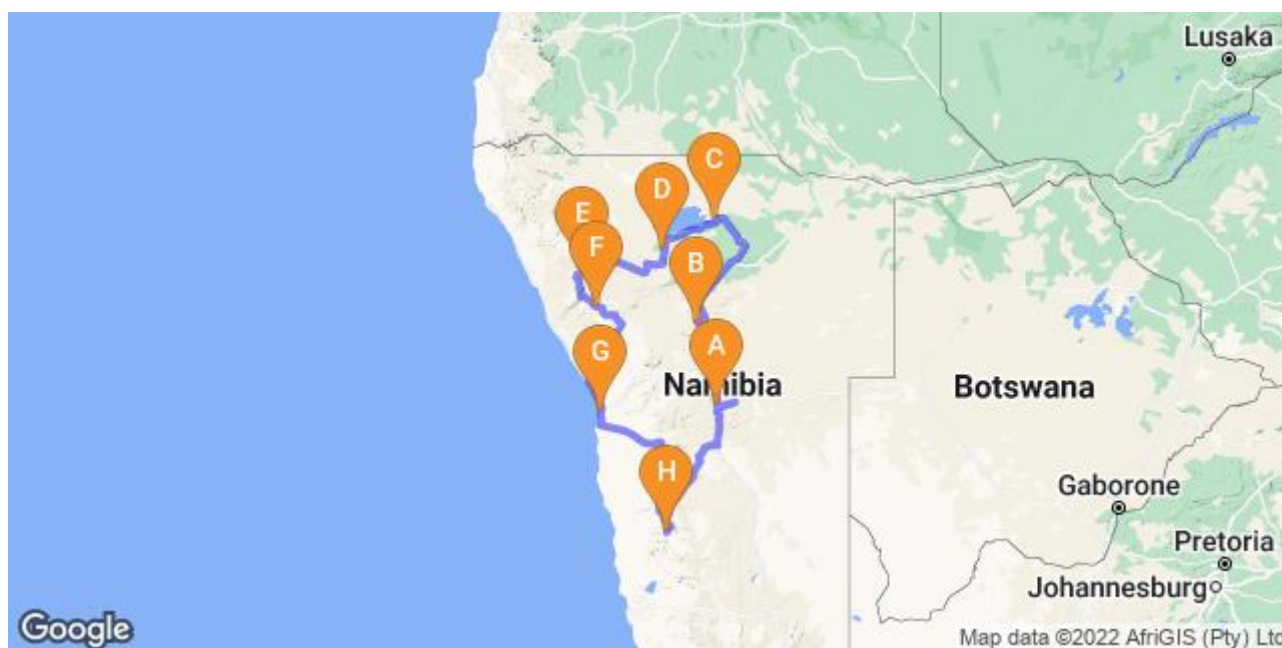 Lusaka
C
D
E
F
B
G
A
Namibia
Botswana
H
Gaborone
Pretoria
Johannesburg
Google
Map data ©2022 AfriGIS (Pty) Ltd